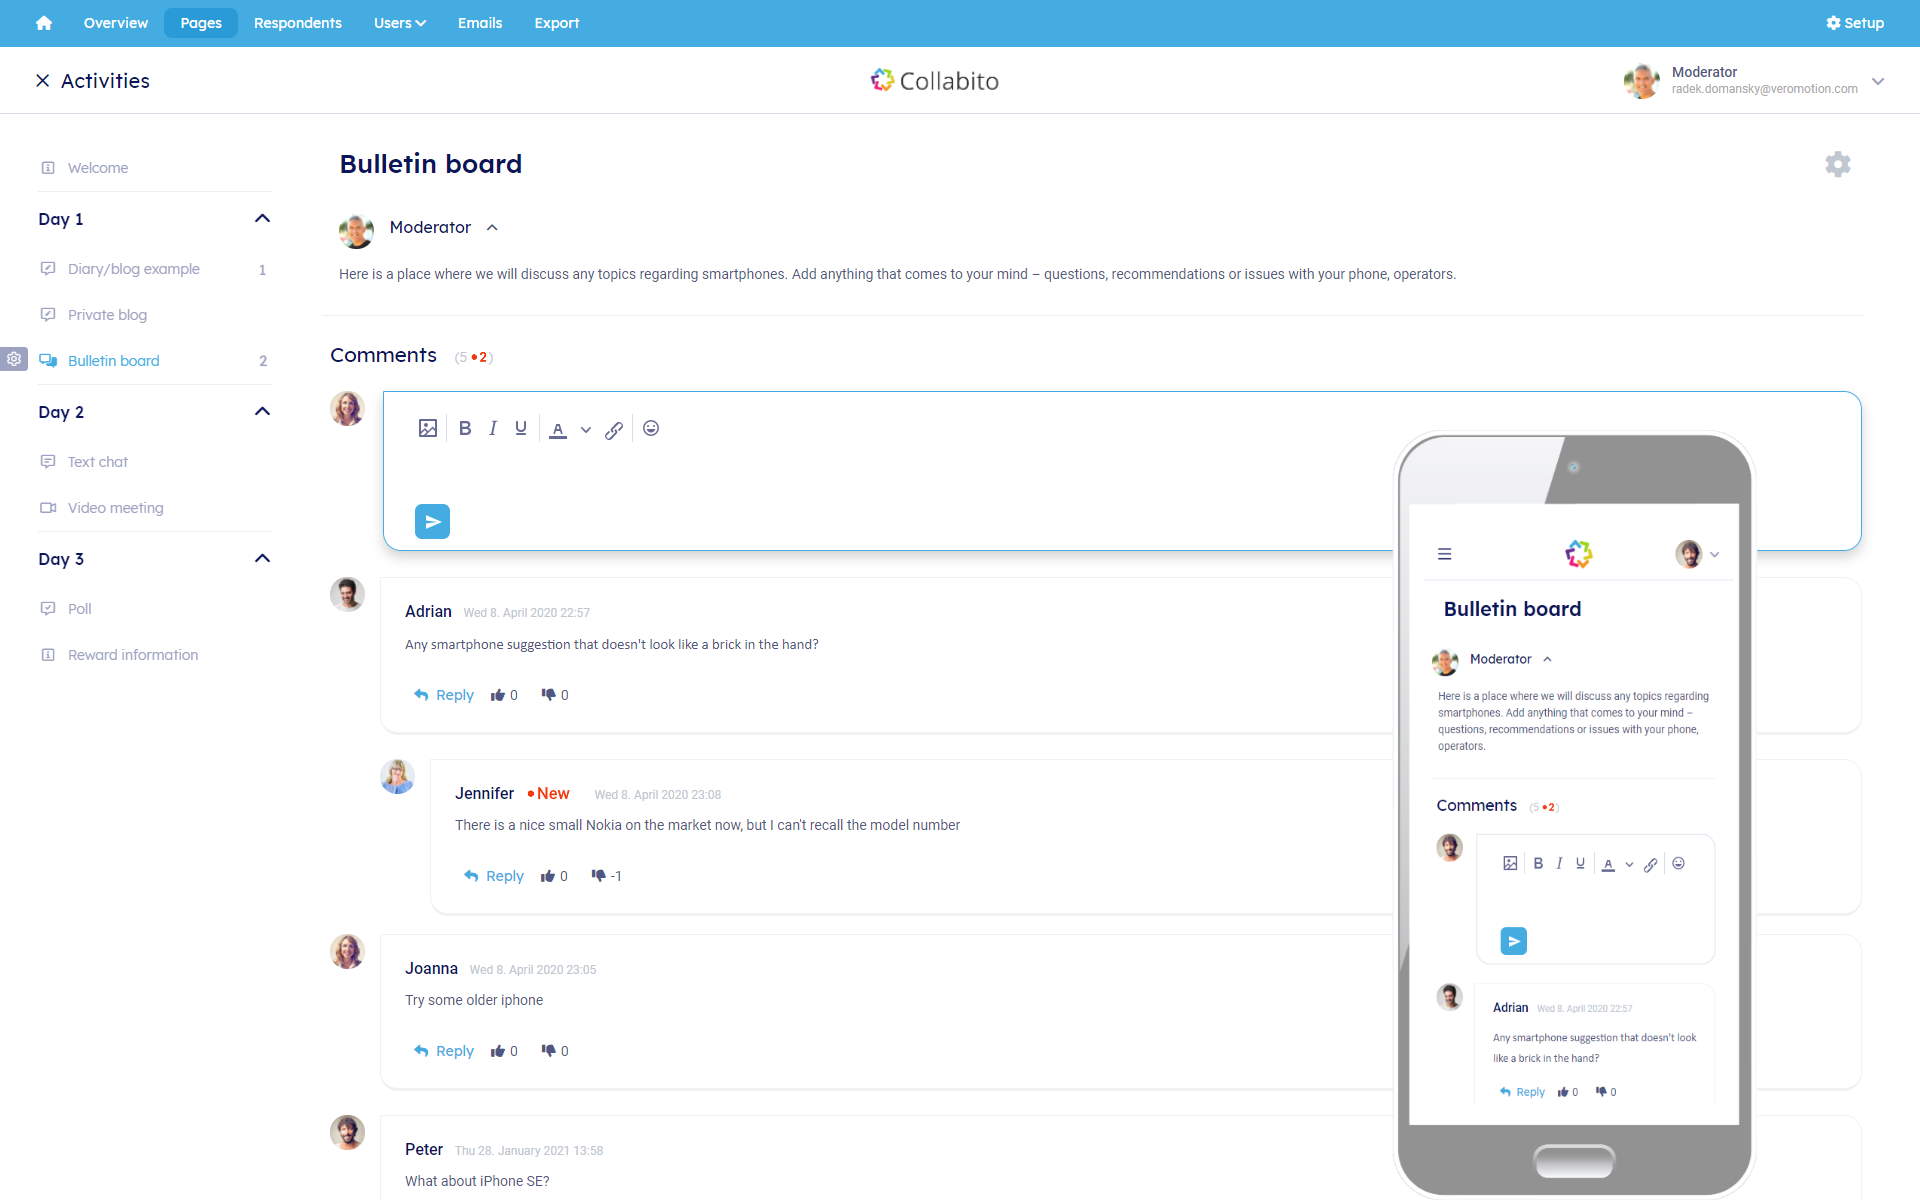 Overview Pages Respondents Users Emails Export Setup
Activities
Collabito
Moderator
radek.domansky@veromotion.com
Welcome
Day 1
Diary/blog example 1
Private blog
Bulletin board 2
Day 2
Text chat
Video meeting
Day 3
Poll
Reward information
Bulletin board
Moderator
Here is a place where we will discuss any topics regarding smartphones. Add anything that comes to your mind – questions, recommendations or issues with your phone, operators.
Comments (5 •2)
B I U A
Adrian Wed 8. April 2020 22:57
Any smartphone suggestion that doesn't look like a brick in the hand?
Reply 0 0
Jennifer •New Wed 8. April 2020 23:08
There is a nice small Nokia on the market now, but I can't recall the model number
Reply 0 -1
Joanna Wed 8. April 2020 23:05
Try some older iphone
Reply 0 0
Peter Thu 28. January 2021 13:58
What about iPhone SE?
Bulletin board
Moderator
Here is a place where we will discuss any topics regarding
smartphones. Add anything that comes to your mind –
questions, recommendations or issues with your phone,
operators.
Comments (5 •2)
B I U A
Adrian Wed 8. April 2020 22:57
Any smartphone suggestion that doesn't look
like a brick in the hand?
Reply 0 0